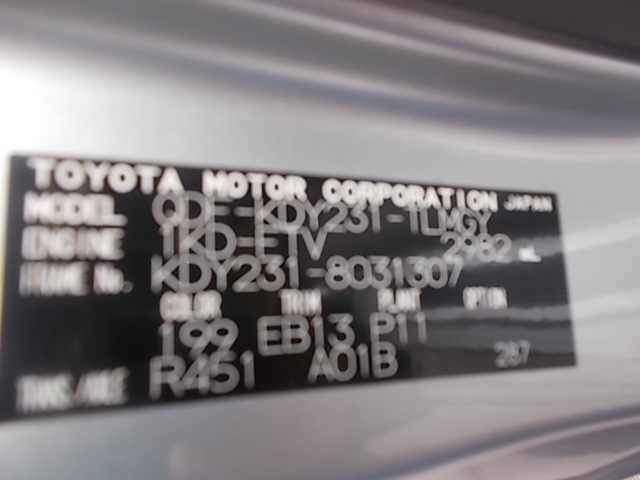 TOYOTA MOTOR CORPORATION JAPAN
MODEL QDF-KDY231-TLMGY
ENGINE 1KD-FTV 2982 mL
FRAME No. KDY231-8031307
COLOR TRIM PLANT OPTION
199 EB13 P11
TRANS./AXLE R451 A01B 287